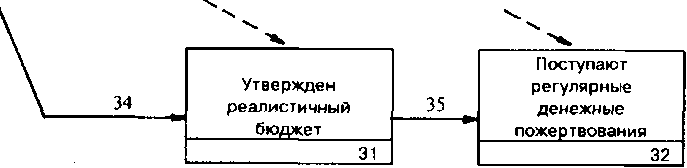 34
Утвержден
реалистичный
бюджет
31
35
Поступают
регулярные
денежные
пожертвования
32